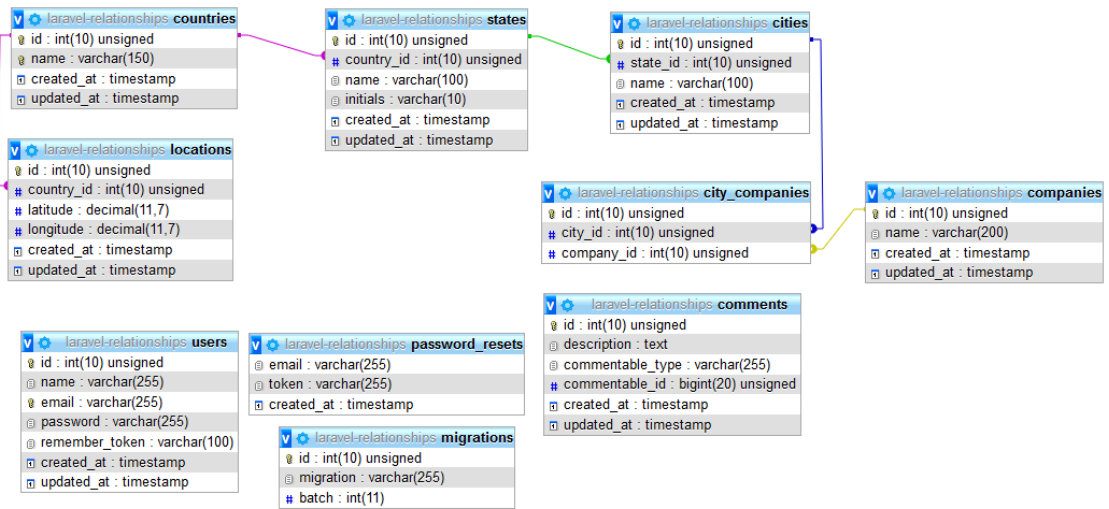 laravel-relationships countries
id : int(10) unsigned
name : varchar(150)
created_at : timestamp
updated_at : timestamp
laravel-relationships states
id : int(10) unsigned
country_id : int(10) unsigned
name : varchar(100)
initials : varchar(10)
created_at : timestamp
updated_at : timestamp
laravel-relationships cities
id : int(10) unsigned
state_id : int(10) unsigned
name : varchar(100)
created_at : timestamp
updated_at : timestamp
laravel-relationships locations
id : int(10) unsigned
country_id : int(10) unsigned
latitude : decimal(11,7)
longitude : decimal(11,7)
created_at : timestamp
updated_at : timestamp
laravel-relationships city_companies
id : int(10) unsigned
city_id : int(10) unsigned
company_id : int(10) unsigned
laravel-relationships companies
id : int(10) unsigned
name : varchar(200)
created_at : timestamp
updated_at : timestamp
laravel-relationships comments
id : int(10) unsigned
description : text
commentable_type : varchar(255)
commentable_id : bigint(20) unsigned
created_at : timestamp
updated_at : timestamp
laravel-relationships users
id : int(10) unsigned
name : varchar(255)
email : varchar(255)
password : varchar(255)
remember_token : varchar(100)
created_at : timestamp
updated_at : timestamp
laravel-relationships password_resets
email : varchar(255)
token : varchar(255)
created_at : timestamp
laravel-relationships migrations
id : int(10) unsigned
migration : varchar(255)
batch : int(11)